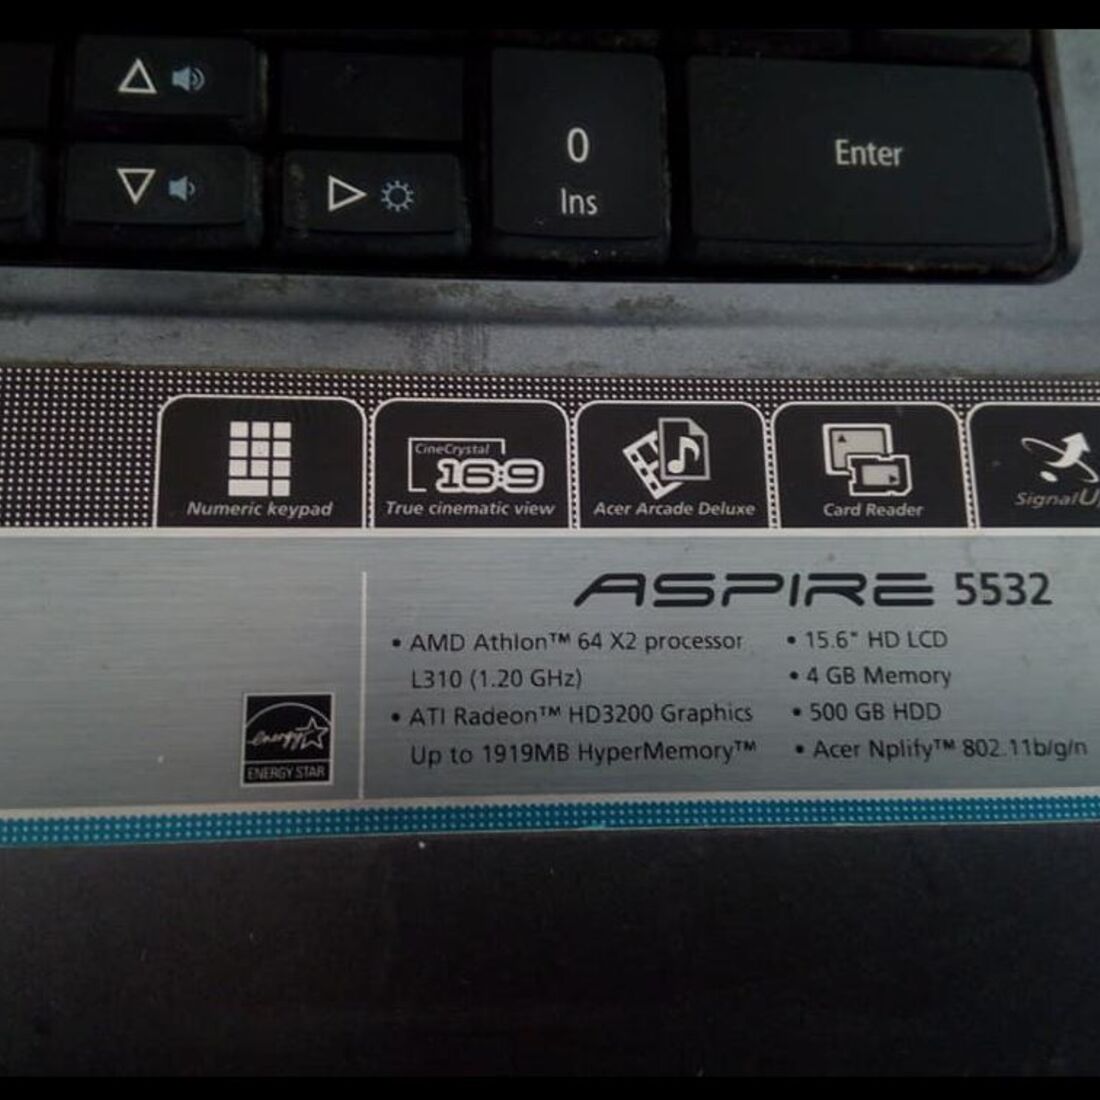 0
Ins
Enter
CineCrystal
16:9
Numeric keypad
True cinematic view
Acer Arcade Deluxe
Card Reader
ASPIRE 5532
• AMD Athlon™ 64 X2 processor
L310 (1.20 GHz)
• ATI Radeon™ HD3200 Graphics
Up to 1919MB HyperMemory™
• 15.6" HD LCD
• 4 GB Memory
• 500 GB HDD
• Acer Nplify™ 802.11b/g/n
energy
ENERGY STAR